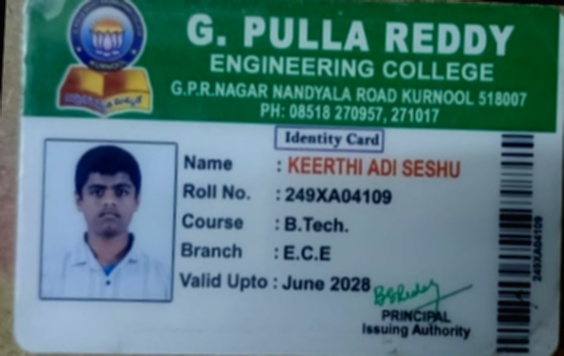 KURNOOL
G. PULLA REDDY
ENGINEERING COLLEGE
G.P.R.NAGAR NANDYALA ROAD KURNOOL 518007
PH: 08518 270957, 271017
Identity Card
Name : KEERTHI ADI SESHU
Roll No. : 249XA04109
Course : B.Tech.
Branch : E.C.E
Valid Upto : June 2028
PRINCIPAL
Issuing Authority
249XA04109